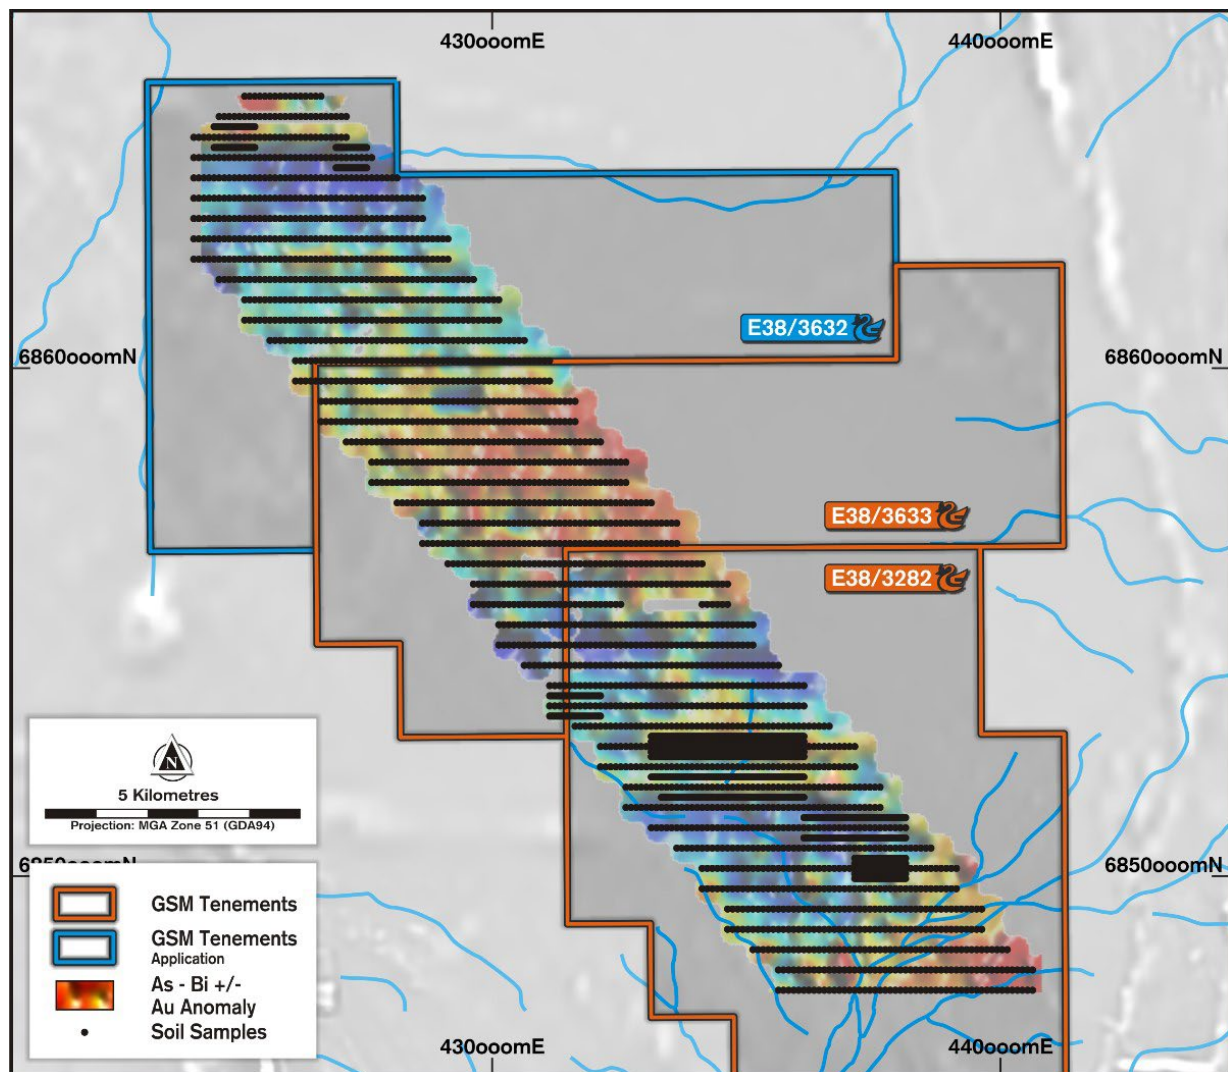 430000mE
440000mE
E38/3632
6860000mN
6860000mN
E38/3633
E38/3282
N
5 Kilometres
Projection: MGA Zone 51 (GDA94)
6850000mN
GSM Tenements
GSM Tenements
Application
As - Bi +/-
Au Anomaly
Soil Samples
430000mE
440000mE